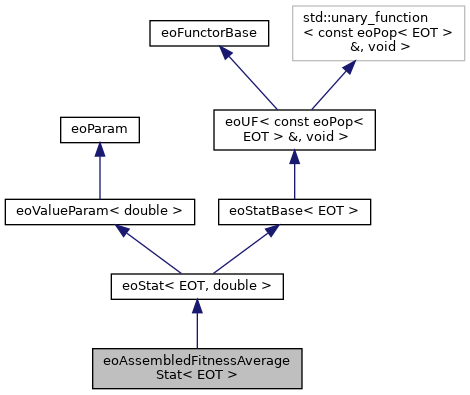 std::unary_function
< const eoPop< EOT >
&, void >
eoFunctorBase
eoUF< const eoPop<
EOT > &, void >
eoParam
eoValueParam< double >
eoStatBase< EOT >
eoStat< EOT, double >
eoAssembledFitnessAverage
Stat< EOT >